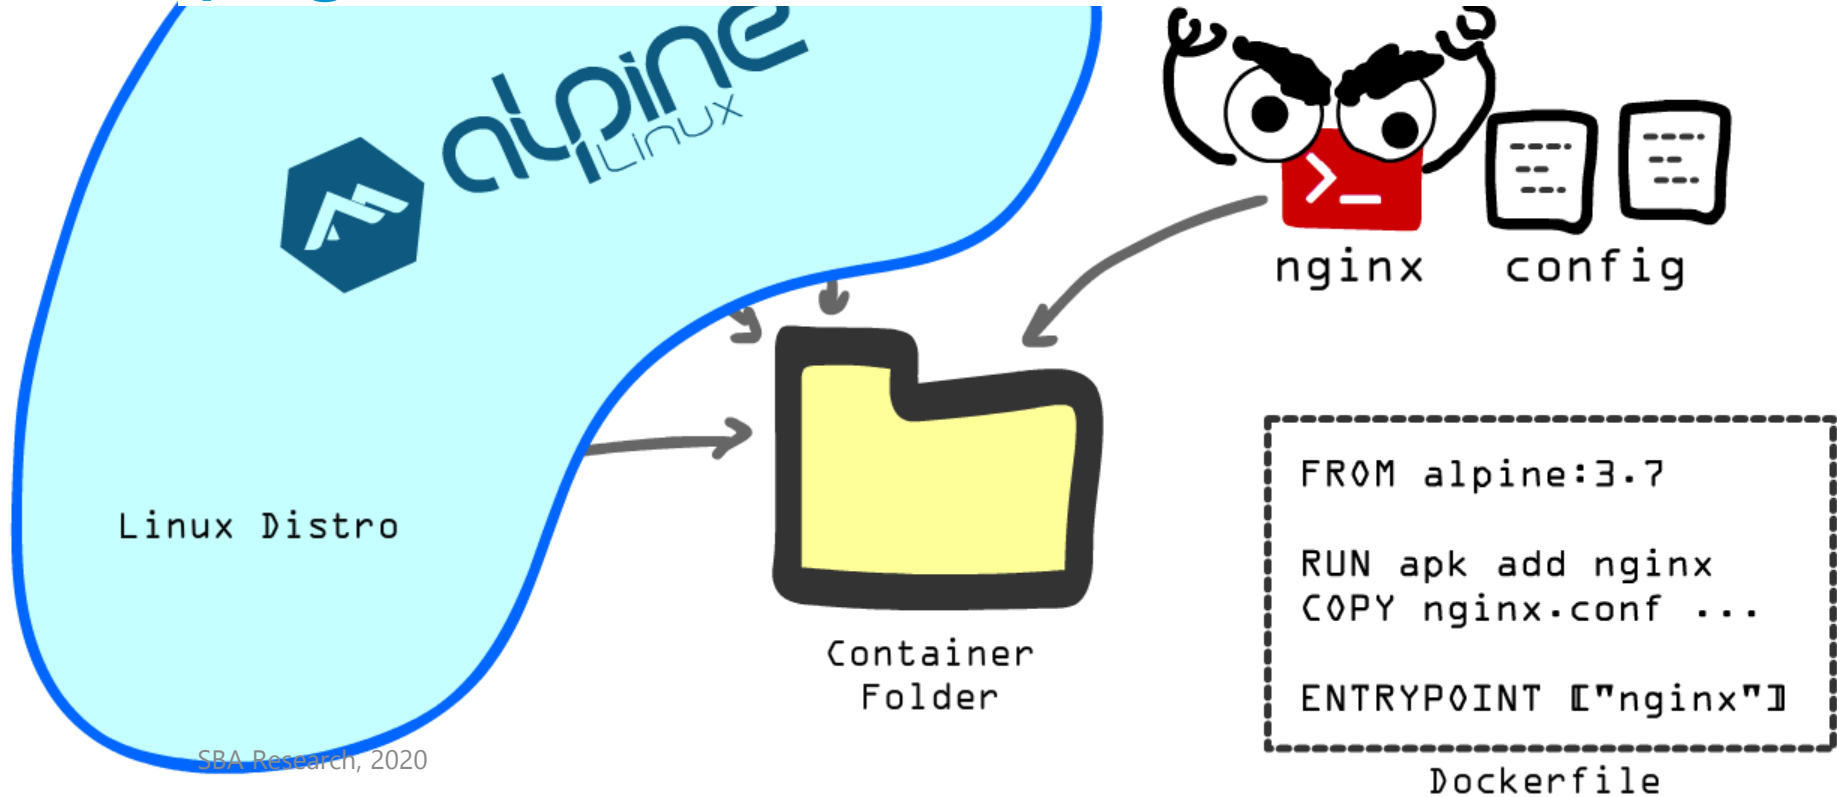 alpine
Linux
>_
nginx
config
Linux Distro
Container
Folder
FROM alpine:3.7
RUN apk add nginx
COPY nginx.conf ...
ENTRYPOINT ["nginx"]
Dockerfile
SBA Research, 2020